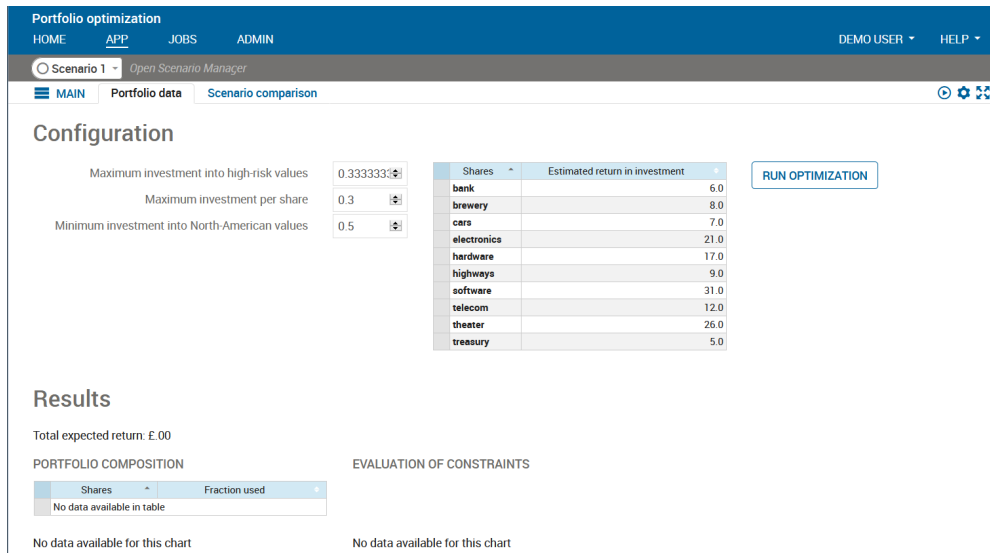 Portfolio optimization
HOME APP JOBS ADMIN DEMO USER HELP
Scenario 1 Open Scenario Manager
MAIN Portfolio data Scenario comparison
Configuration
Maximum investment into high-risk values 0.3333333
Maximum investment per share 0.3
Minimum investment into North-American values 0.5
Shares Estimated return in investment
bank 6.0
brewery 8.0
cars 7.0
electronics 21.0
hardware 17.0
highways 9.0
software 31.0
telecom 12.0
theater 26.0
treasury 5.0
RUN OPTIMIZATION
Results
Total expected return: £.00
PORTFOLIO COMPOSITION
Shares Fraction used
No data available in table
No data available for this chart
EVALUATION OF CONSTRAINTS
No data available for this chart